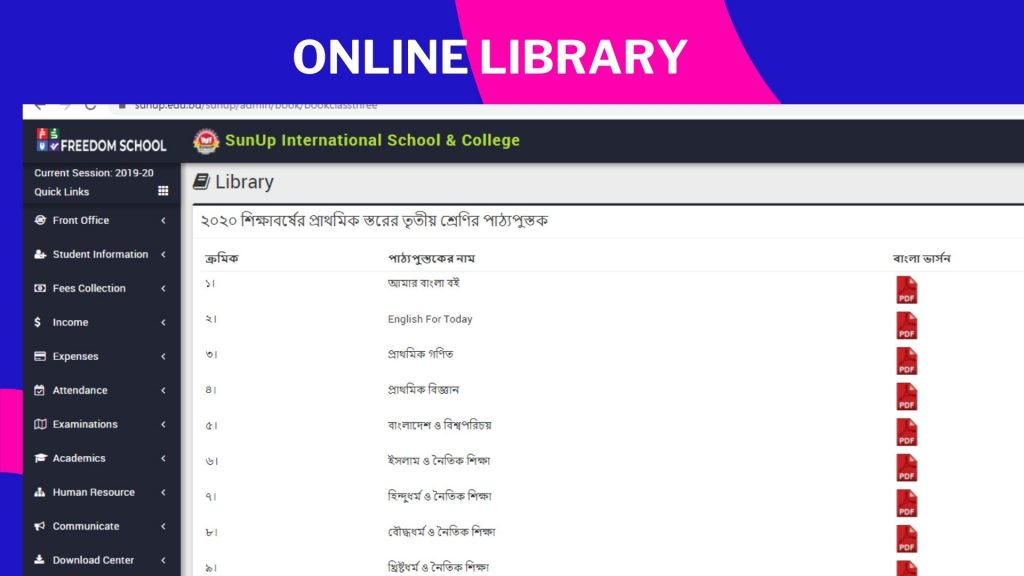 ONLINE LIBRARY
sunup.edu.bd/sunup/admin/book/bookclassthree
FREEDOM SCHOOL
SunUp International School & College
Current Session: 2019-20
Quick Links
Library
Front Office
Student Information
Fees Collection
Income
Expenses
Attendance
Examinations
Academics
Human Resource
Communicate
Download Center
২০২০ শিক্ষাবর্ষের প্রাথমিক স্তরের তৃতীয় শ্রেণির পাঠ্যপুস্তক
ক্রমিক পাঠ্যপুস্তকের নাম বাংলা ভার্সন
১। আমার বাংলা বই PDF
২। English For Today PDF
৩। প্রাথমিক গণিত PDF
৪। প্রাথমিক বিজ্ঞান PDF
৫। বাংলাদেশ ও বিশ্বপরিচয় PDF
৬। ইসলাম ও নৈতিক শিক্ষা PDF
৭। হিন্দুধর্ম ও নৈতিক শিক্ষা PDF
৮। বৌদ্ধধর্ম ও নৈতিক শিক্ষা PDF
৯। খ্রিষ্টধর্ম ও নৈতিক শিক্ষা PDF